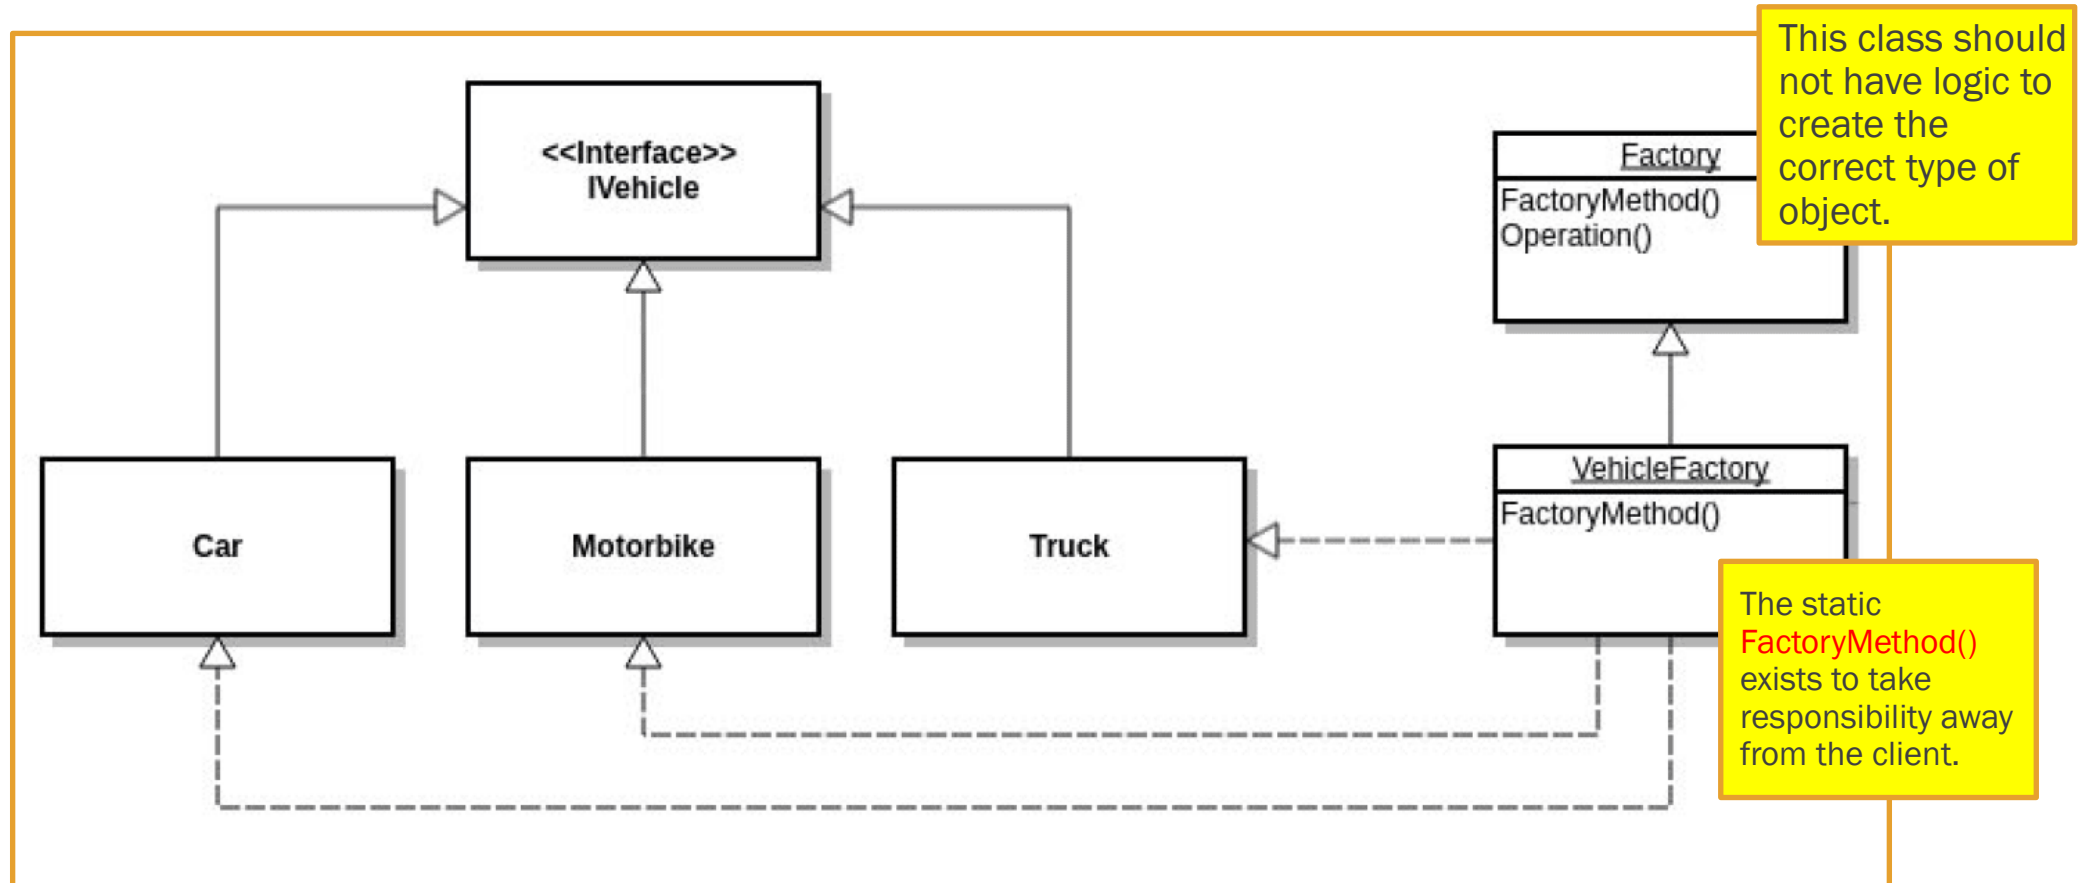 This class should
not have logic to
create the
correct type of
object.
<<Interface>>
IVehicle
Factory
FactoryMethod()
Operation()
Car
Motorbike
Truck
VehicleFactory
FactoryMethod()
The static
FactoryMethod()
exists to take
responsibility away
from the client.